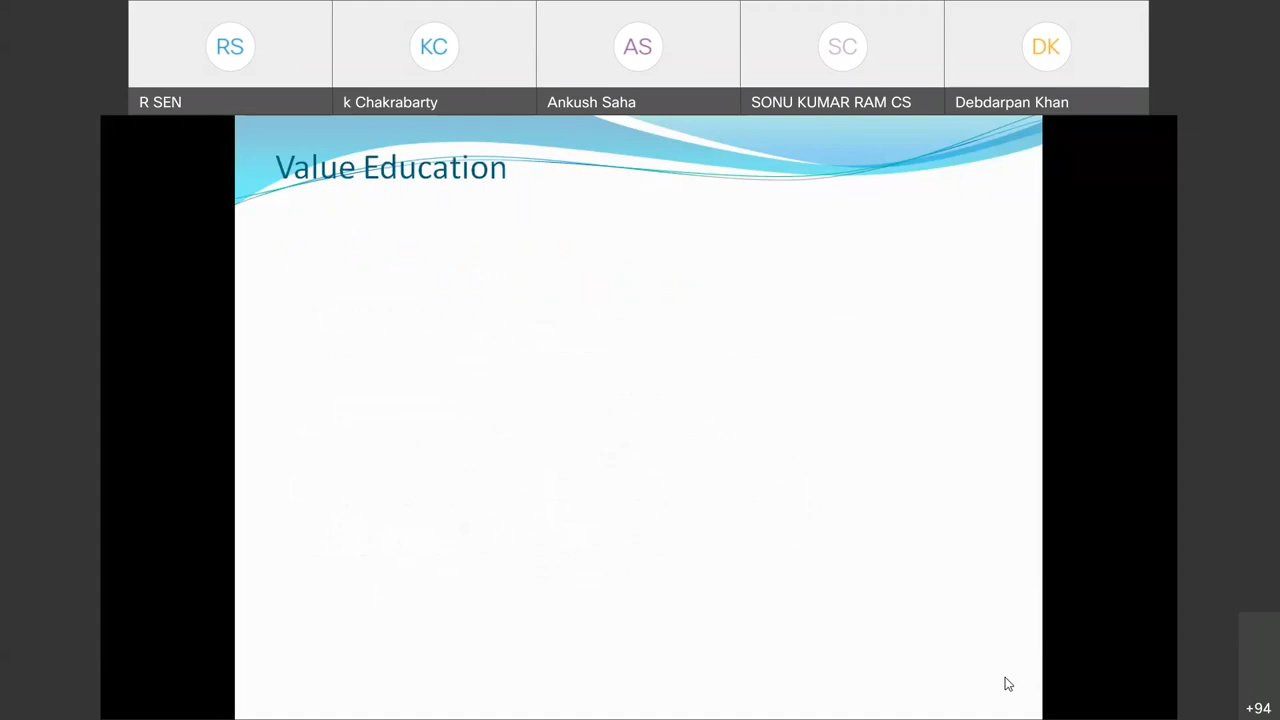 RS KC AS SC DK
R SEN k Chakrabarty Ankush Saha SONU KUMAR RAM CS Debdarpan Khan
Value Education
+94